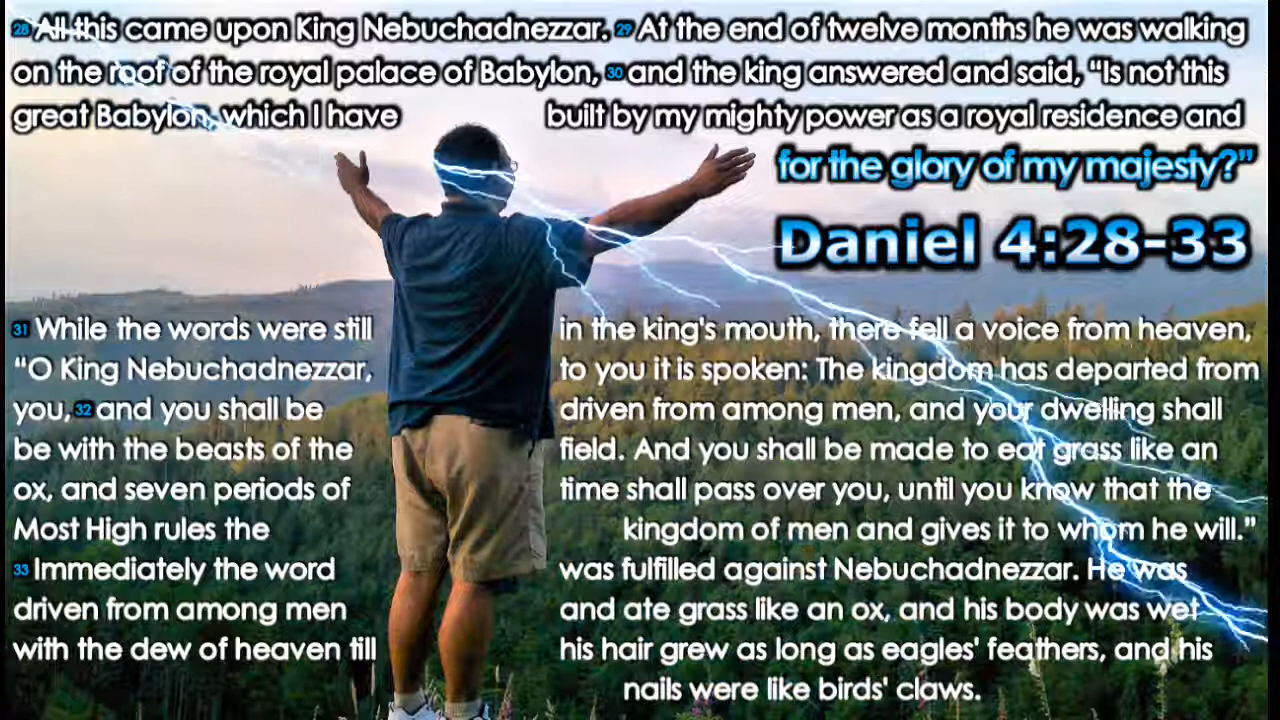 28 All this came upon King Nebuchadnezzar. 29 At the end of twelve months he was walking
on the roof of the royal palace of Babylon, 30 and the king answered and said, “Is not this
great Babylon, which I have built by my mighty power as a royal residence and
for the glory of my majesty?”
Daniel 4:28-33
31 While the words were still in the king's mouth, there fell a voice from heaven,
“O King Nebuchadnezzar, to you it is spoken: The kingdom has departed from
you, 32 and you shall be driven from among men, and your dwelling shall
be with the beasts of the field. And you shall be made to eat grass like an
ox, and seven periods of time shall pass over you, until you know that the
Most High rules the kingdom of men and gives it to whom he will.”
33 Immediately the word was fulfilled against Nebuchadnezzar. He was
driven from among men and ate grass like an ox, and his body was wet
with the dew of heaven till his hair grew as long as eagles' feathers, and his
nails were like birds' claws.